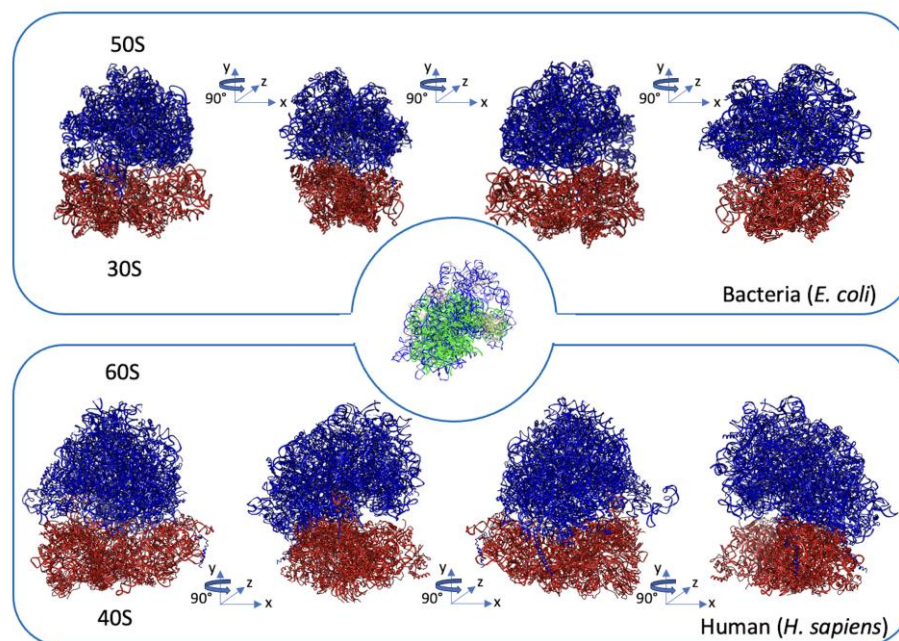 50S
y
z
90°
x
y
z
90°
x
y
z
90°
x
30S
Bacteria (E. coli)
60S
y
z
90°
x
y
z
90°
x
y
z
90°
x
40S
Human (H. sapiens)